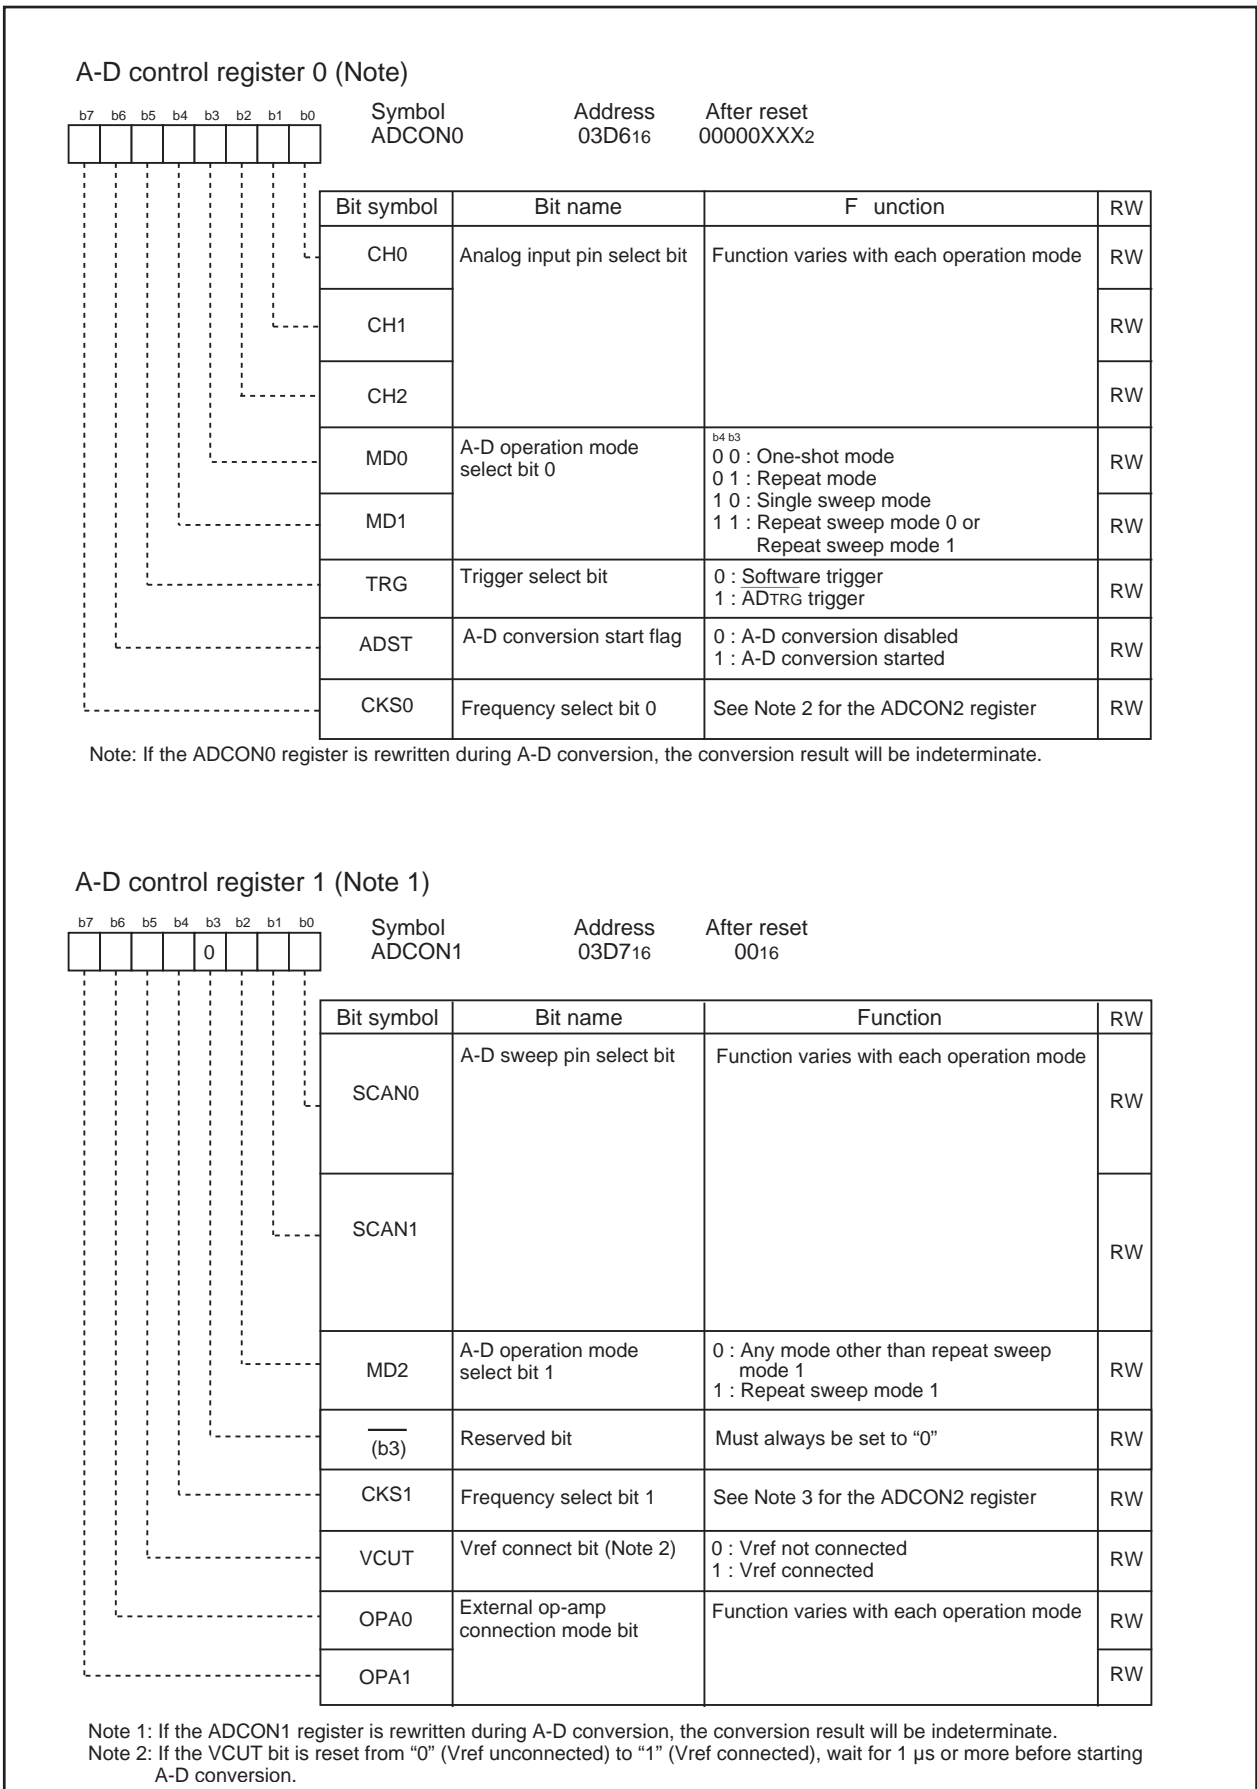 A-D control register 0 (Note)
b7 b6 b5 b4 b3 b2 b1 b0
Symbol Address After reset
ADCON0 03D616 00000XXX2
Bit symbol Bit name F unction RW
CH0 Analog input pin select bit Function varies with each operation mode RW
CH1 RW
CH2 RW
MD0 A-D operation mode select bit 0 RW
b4 b3
0 0 : One-shot mode
0 1 : Repeat mode
1 0 : Single sweep mode
1 1 : Repeat sweep mode 0 or
Repeat sweep mode 1
MD1 RW
TRG Trigger select bit 0 : Software trigger RW
1 : ADTRG trigger
ADST A-D conversion start flag 0 : A-D conversion disabled RW
1 : A-D conversion started
CKS0 Frequency select bit 0 See Note 2 for the ADCON2 register RW
Note: If the ADCON0 register is rewritten during A-D conversion, the conversion result will be indeterminate.
A-D control register 1 (Note 1)
b7 b6 b5 b4 b3 b2 b1 b0
0
Symbol Address After reset
ADCON1 03D716 0016
Bit symbol Bit name Function RW
A-D sweep pin select bit Function varies with each operation mode
SCAN0 RW
SCAN1 RW
A-D operation mode 0 : Any mode other than repeat sweep
MD2 select bit 1 mode 1 RW
1 : Repeat sweep mode 1
(b3) Reserved bit Must always be set to “0” RW
CKS1 Frequency select bit 1 See Note 3 for the ADCON2 register RW
VCUT Vref connect bit (Note 2) 0 : Vref not connected RW
1 : Vref connected
External op-amp Function varies with each operation mode
OPA0 connection mode bit RW
OPA1 RW
Note 1: If the ADCON1 register is rewritten during A-D conversion, the conversion result will be indeterminate.
Note 2: If the VCUT bit is reset from “0” (Vref unconnected) to “1” (Vref connected), wait for 1 µs or more before starting
A-D conversion.